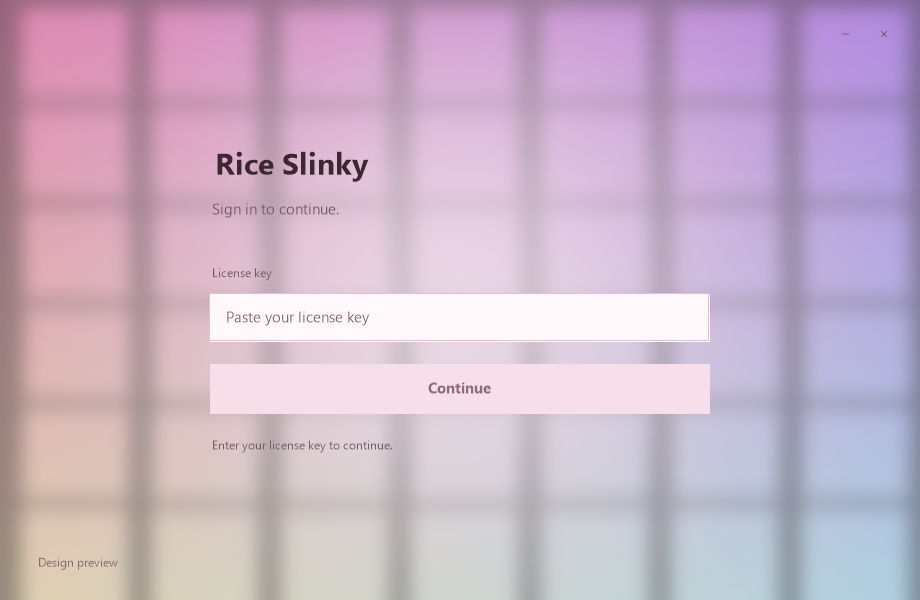 Rice Slinky
Sign in to continue.
License key
Paste your license key
Continue
Enter your license key to continue.
Design preview